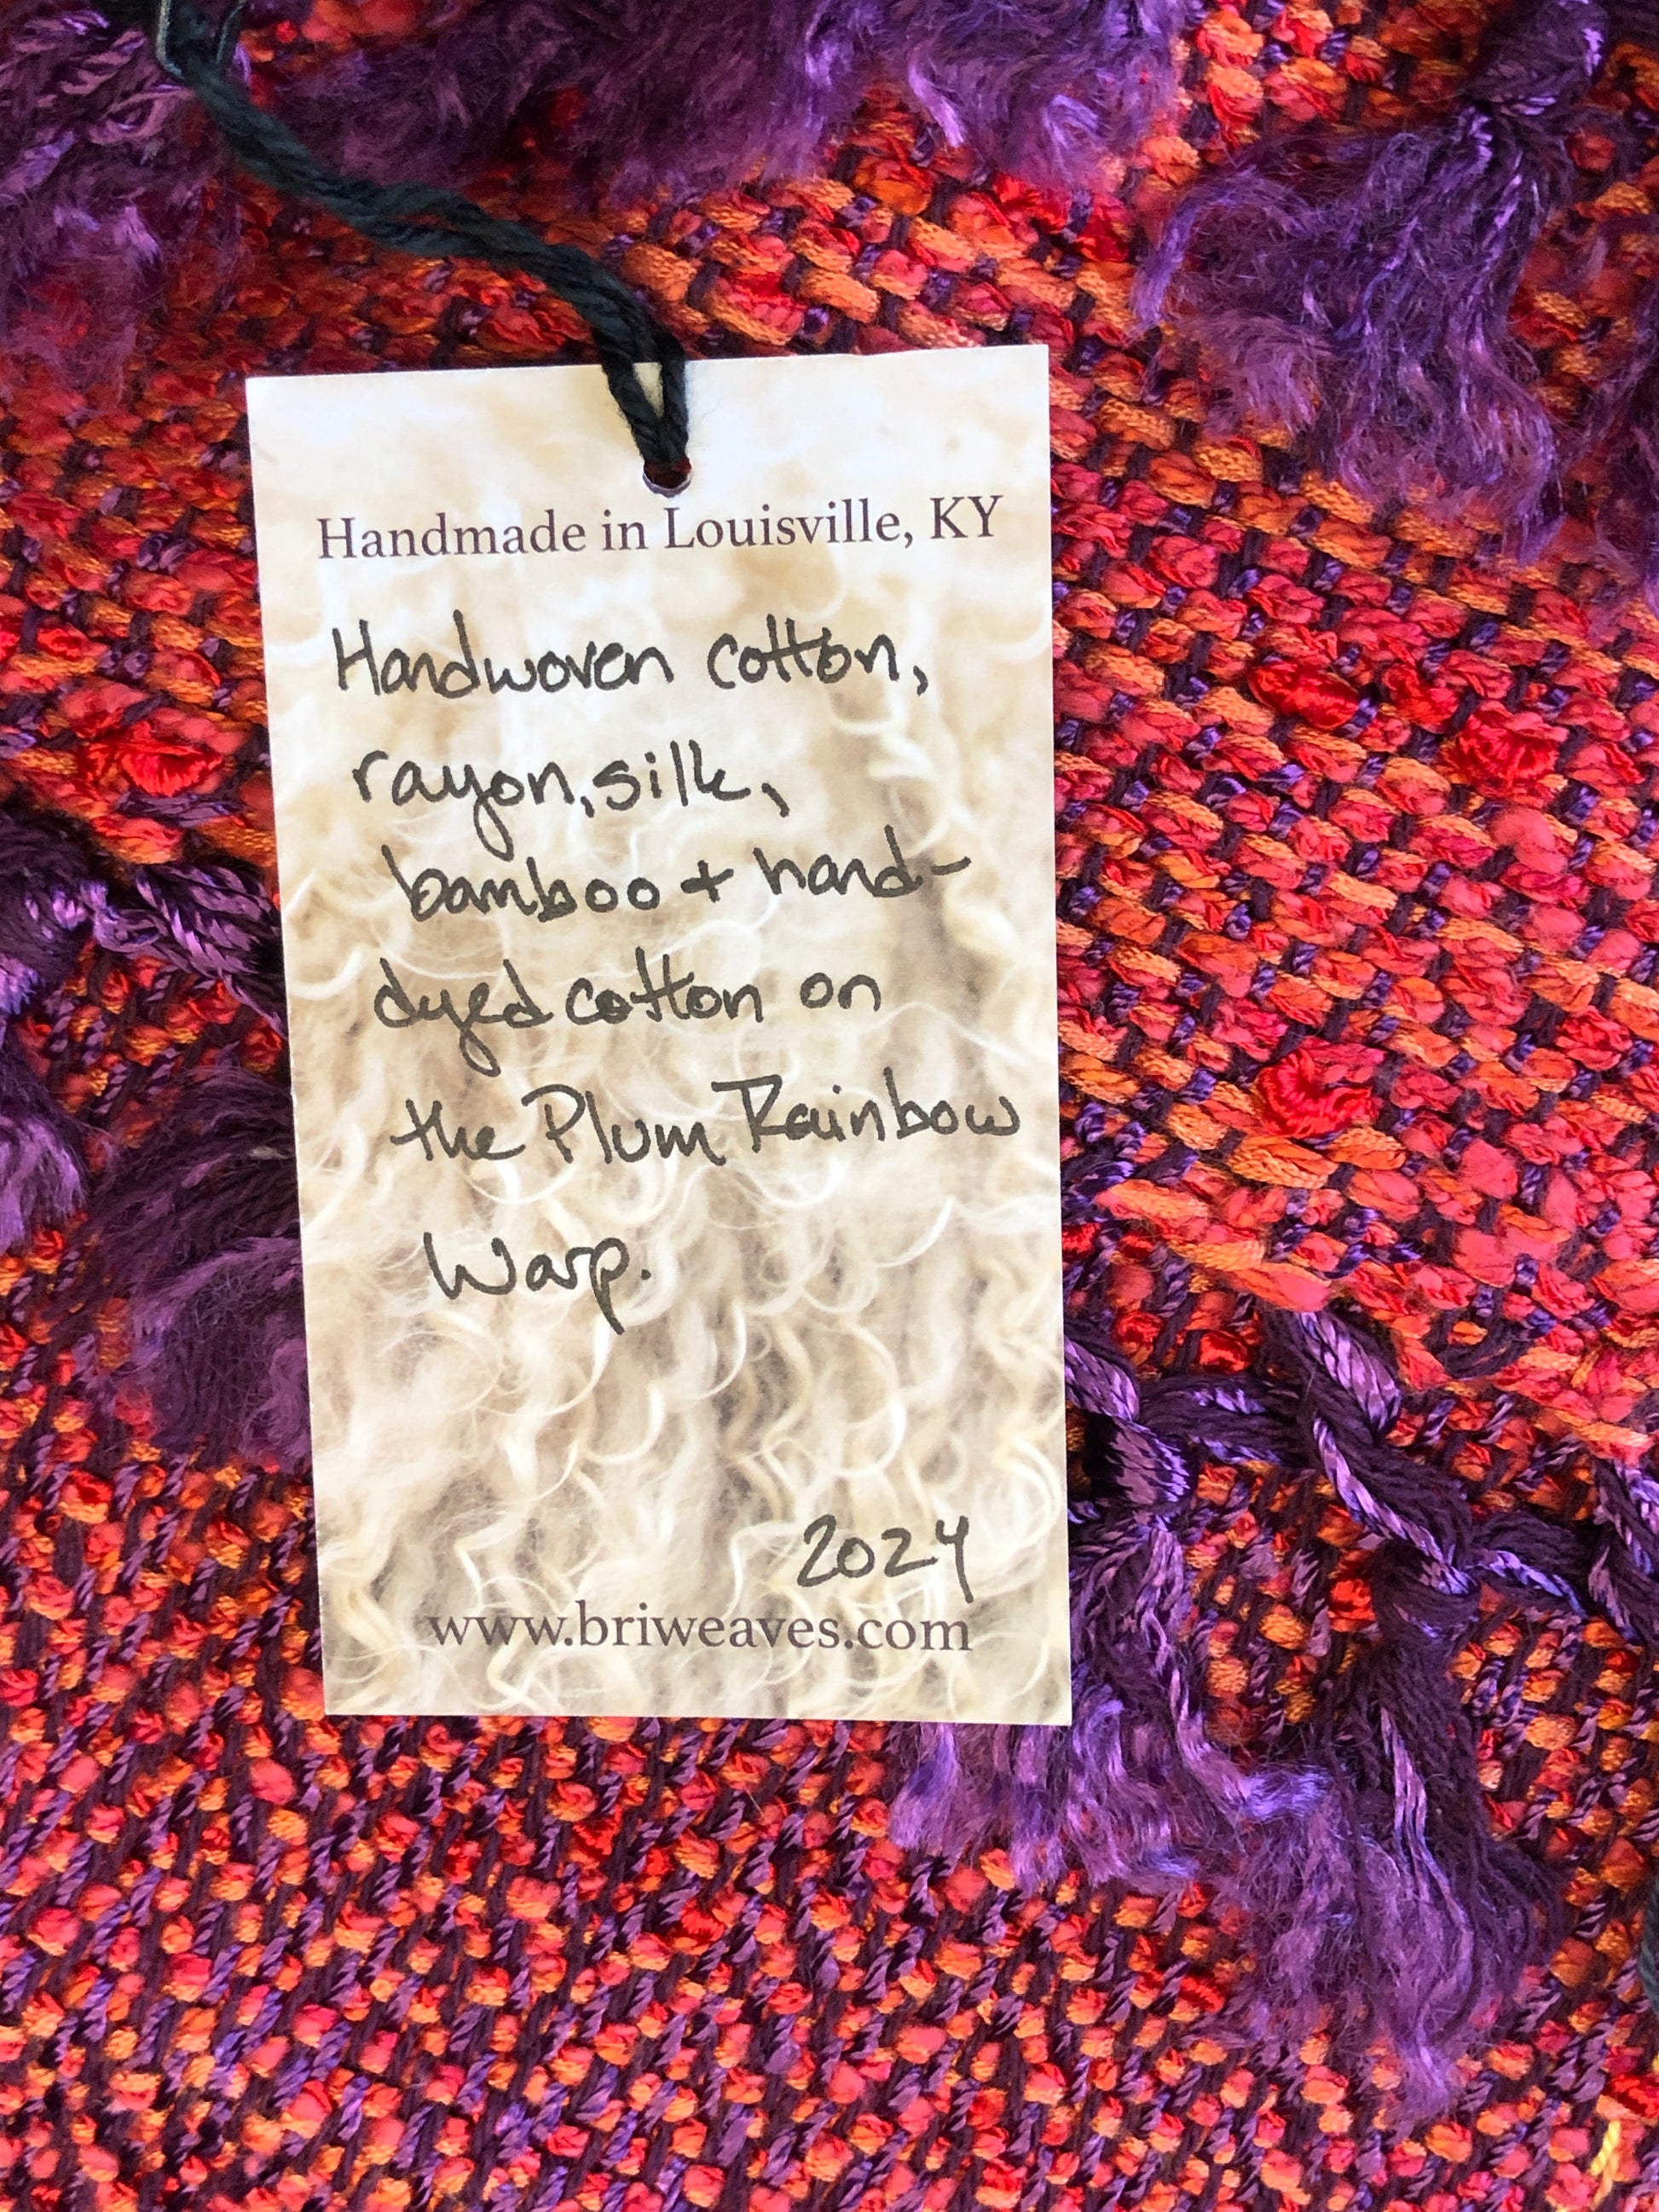 Handmade in Louisville, KY
Handwoven cotton,
rayon, silk,
bamboo + hand-
dyed cotton on
the Plum Rainbow
Warp.
2024
www.briweaves.com